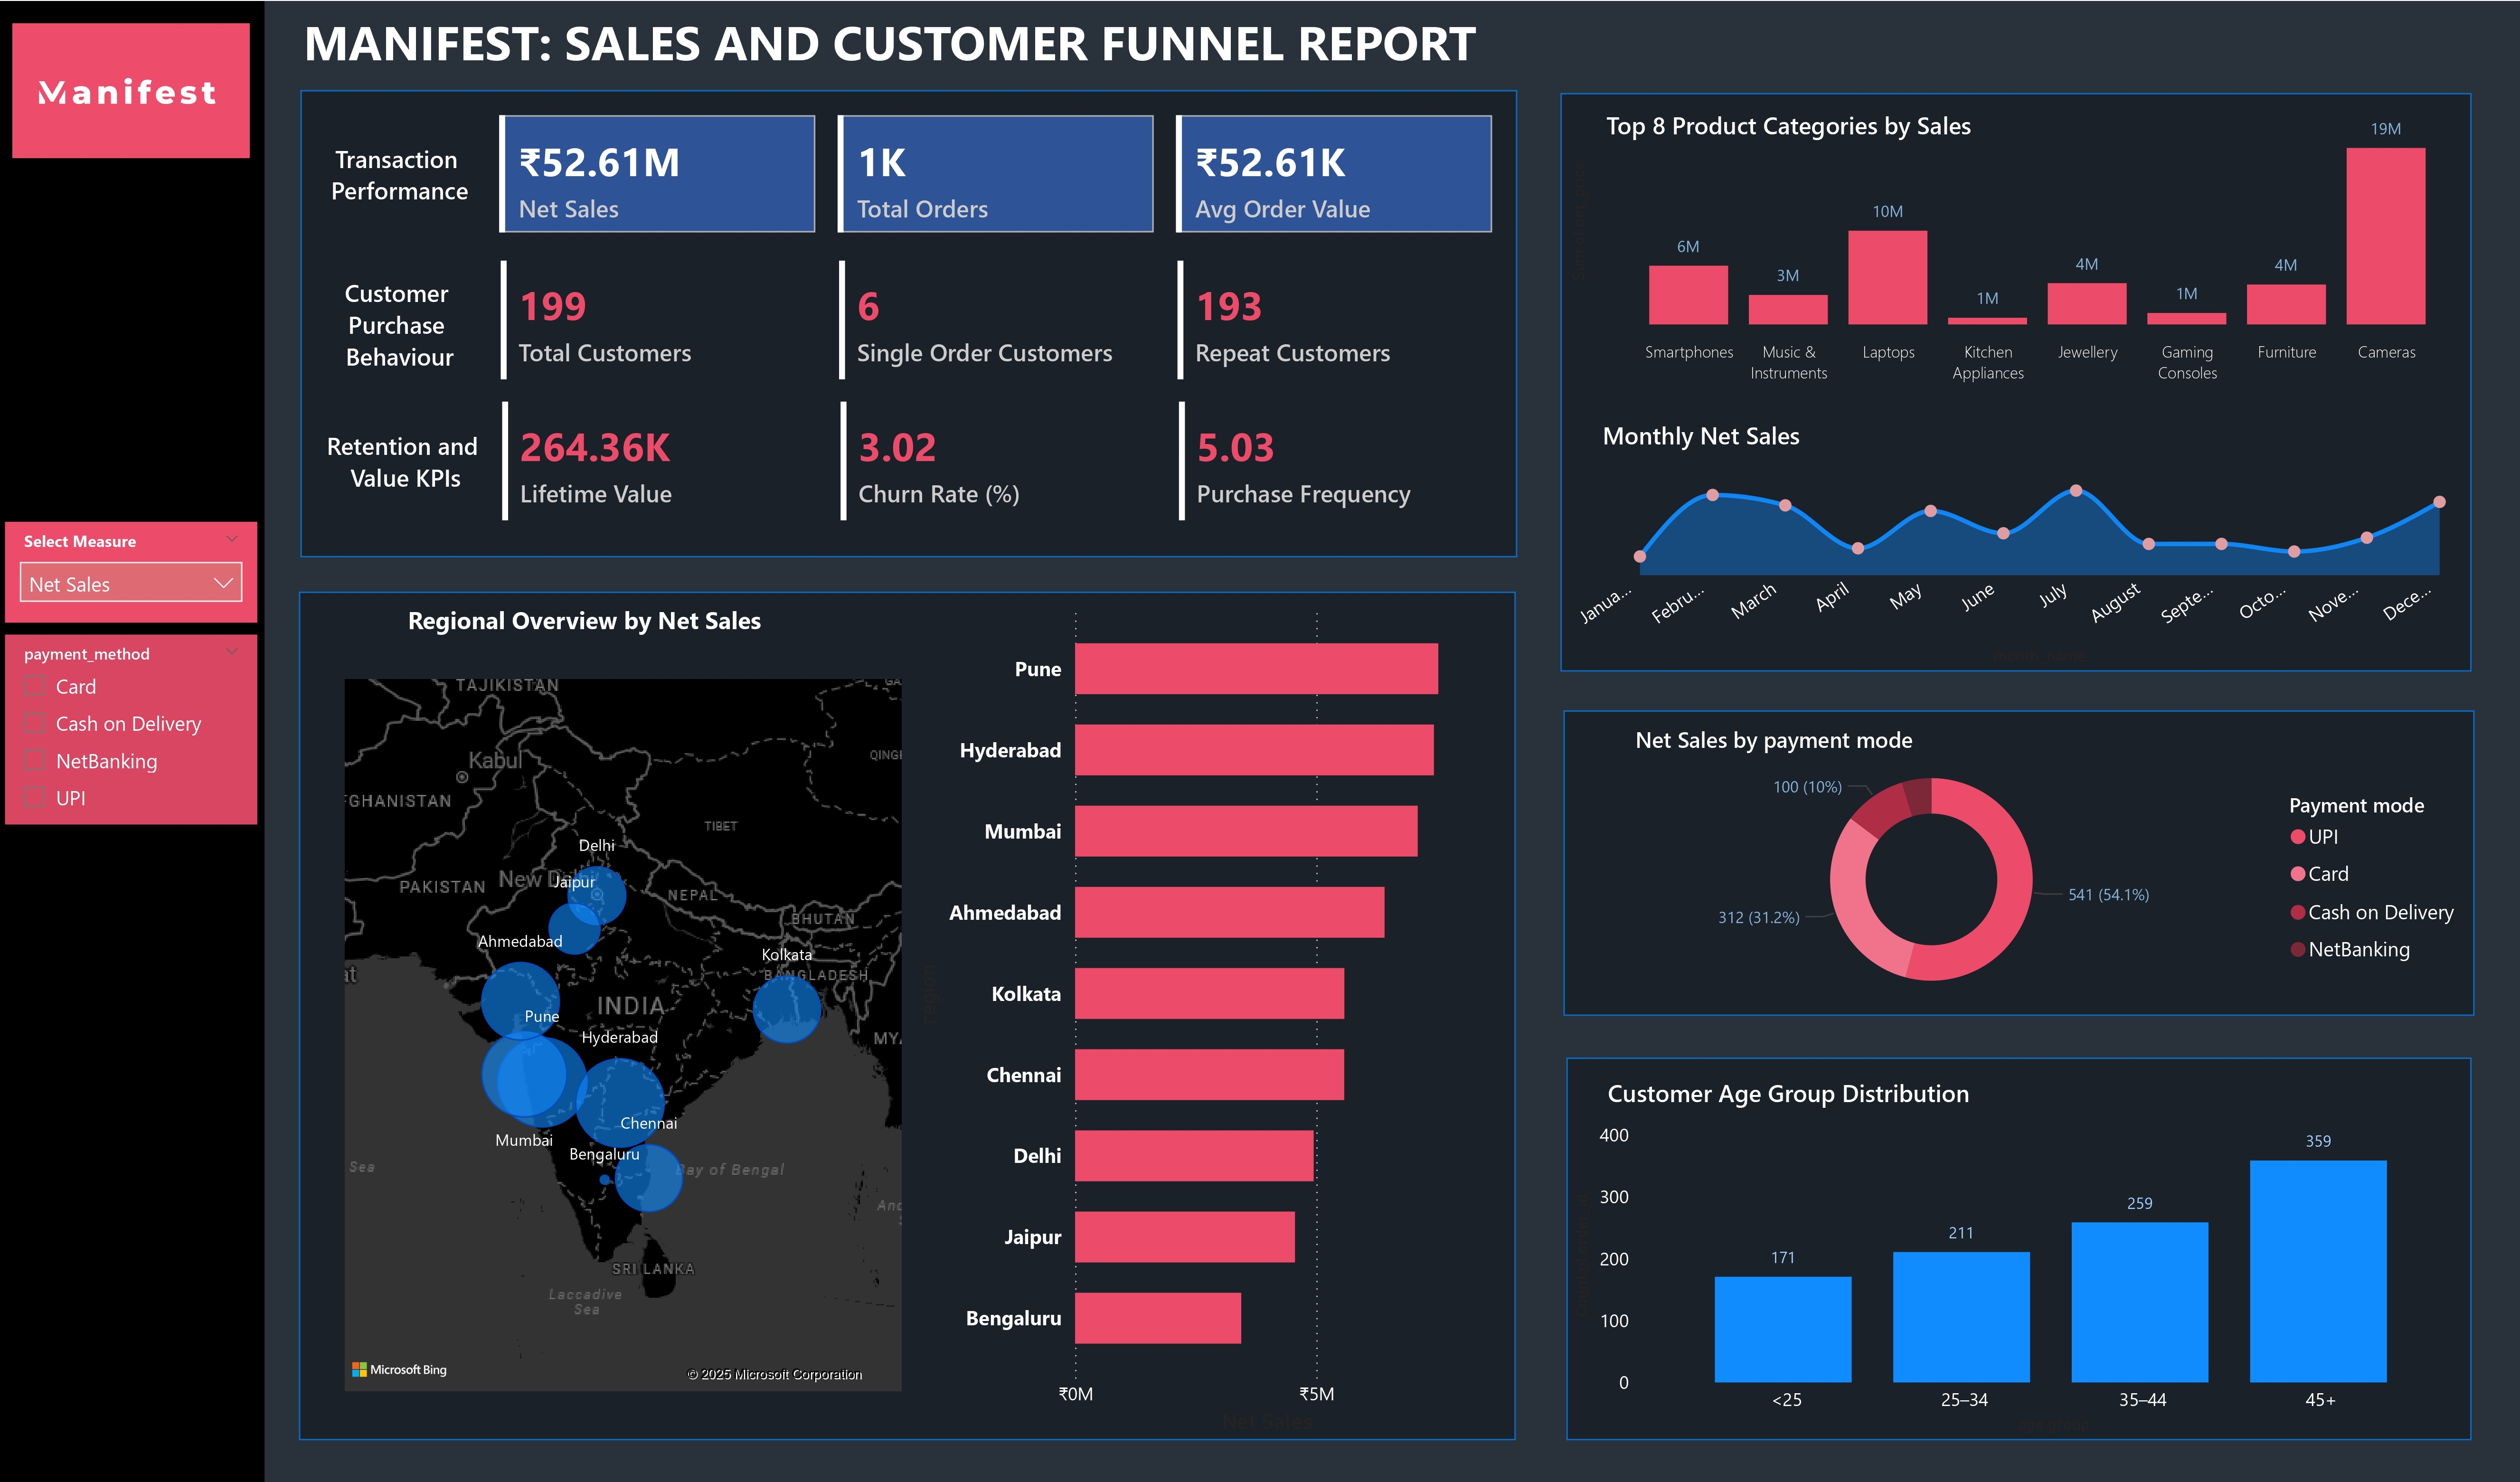 MANIFEST: SALES AND CUSTOMER FUNNEL REPORT
Manifest
Select Measure
Net Sales
payment_method
Card
Cash on Delivery
NetBanking
UPI
Transaction
Performance
₹52.61M
Net Sales
1K
Total Orders
₹52.61K
Avg Order Value
Customer
Purchase
Behaviour
199
Total Customers
6
Single Order Customers
193
Repeat Customers
Retention and
Value KPIs
264.36K
Lifetime Value
3.02
Churn Rate (%)
5.03
Purchase Frequency
Regional Overview by Net Sales
TAJIKISTAN
Kabul
QINGH
FGHANISTAN
TIBET
Delhi
PAKISTAN
Jaipur
NEPAL
BHUTAN
Ahmedabad
Kolkata
BANGLADESH
INDIA
Pune
Hyderabad
MY
Chennai
Mumbai
Bengaluru
Sea
Bay of Bengal
SRI LANKA
Laccadive
Sea
Microsoft Bing
© 2025 Microsoft Corporation
Pune
Hyderabad
Mumbai
Ahmedabad
Kolkata
Chennai
Delhi
Jaipur
Bengaluru
₹0M
₹5M
Net Sales
Top 8 Product Categories by Sales
6M
3M
10M
1M
4M
1M
4M
19M
Smartphones
Music &
Instruments
Laptops
Kitchen
Appliances
Jewellery
Gaming
Consoles
Furniture
Cameras
Monthly Net Sales
Janua...
Febru...
March
April
May
June
July
August
Septe...
Octo...
Nove...
Dece...
Net Sales by payment mode
100 (10%)
312 (31.2%)
541 (54.1%)
Payment mode
UPI
Card
Cash on Delivery
NetBanking
Customer Age Group Distribution
400
300
200
100
0
171
211
259
359
<25
25–34
35–44
45+